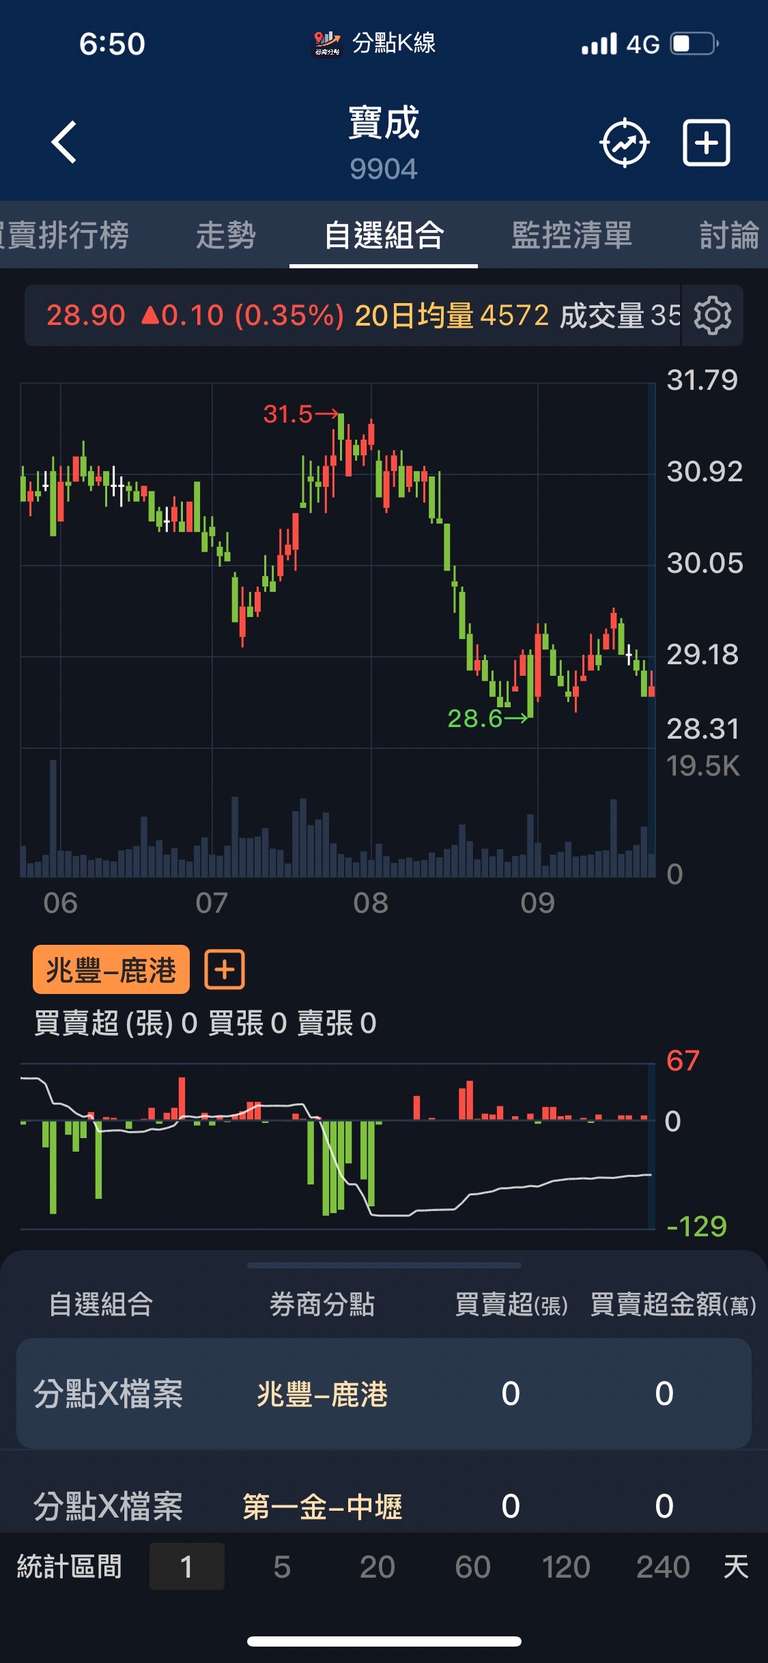 6:50 分點K線 4G
寶成
9904
買賣排行榜 走勢 自選組合 監控清單 討論
28.90 ▲0.10 (0.35%) 20日均量 4572 成交量 35
31.79
31.5→
30.92
30.05
29.18
28.6→
28.31
19.5K
0
06 07 08 09
兆豐–鹿港
買賣超(張) 0 買張 0 賣張 0
67
0
-129
自選組合 券商分點 買賣超(張) 買賣超金額(萬)
分點X檔案 兆豐–鹿港 0 0
分點X檔案 第一金–中壢 0 0
統計區間 1 5 20 60 120 240 天